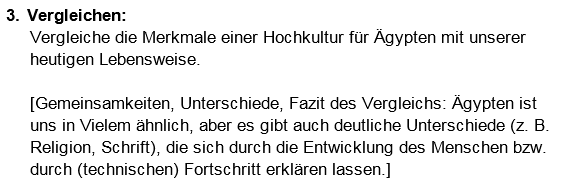 3. Vergleichen:
Vergleiche die Merkmale einer Hochkultur für Ägypten mit unserer
heutigen Lebensweise.
[Gemeinsamkeiten, Unterschiede, Fazit des Vergleichs: Ägypten ist
uns in Vielem ähnlich, aber es gibt auch deutliche Unterschiede (z. B.
Religion, Schrift), die sich durch die Entwicklung des Menschen bzw.
durch (technischen) Fortschritt erklären lassen.]